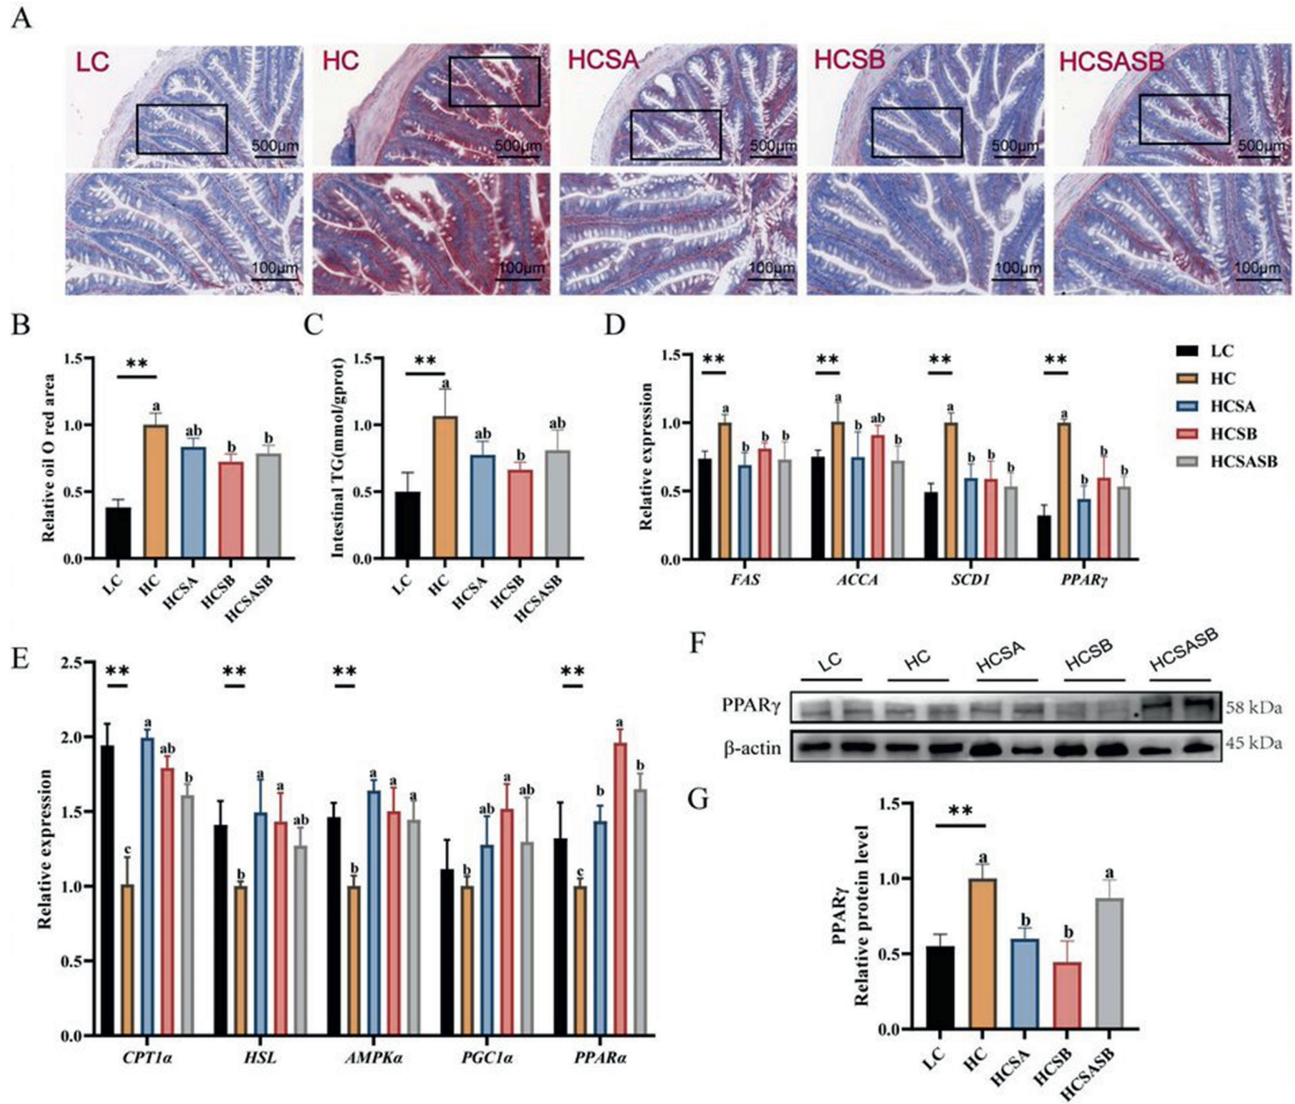 A
LC HC HCSA HCSB HCSASB
500μm 500μm 500μm 500μm 500μm
100μm 100μm 100μm 100μm 100μm
B
Relative oil O red area
1.5
1.0
0.5
0.0
**
a ab b b
LC HC HCSA HCSB HCSASB
C
Intestinal TG(mmol/gprot)
1.5
1.0
0.5
0.0
**
a ab b ab
LC HC HCSA HCSB HCSASB
D
Relative expression
1.5
1.0
0.5
0.0
** ** ** **
a b b b a b ab b a b b b a b b b
FAS ACCA SCD1 PPARγ
LC
HC
HCSA
HCSB
HCSASB
E
Relative expression
2.5
2.0
1.5
1.0
0.5
0.0
** ** ** **
c a ab b b a a ab b a a a b ab a ab c b a b
CPT1α HSL AMPKα PGC1α PPARα
F
LC HC HCSA HCSB HCSASB
PPARγ 58 kDa
β-actin 45 kDa
G
PPARγ
Relative protein level
1.5
1.0
0.5
0.0
**
a b b a
LC HC HCSA HCSB HCSASB